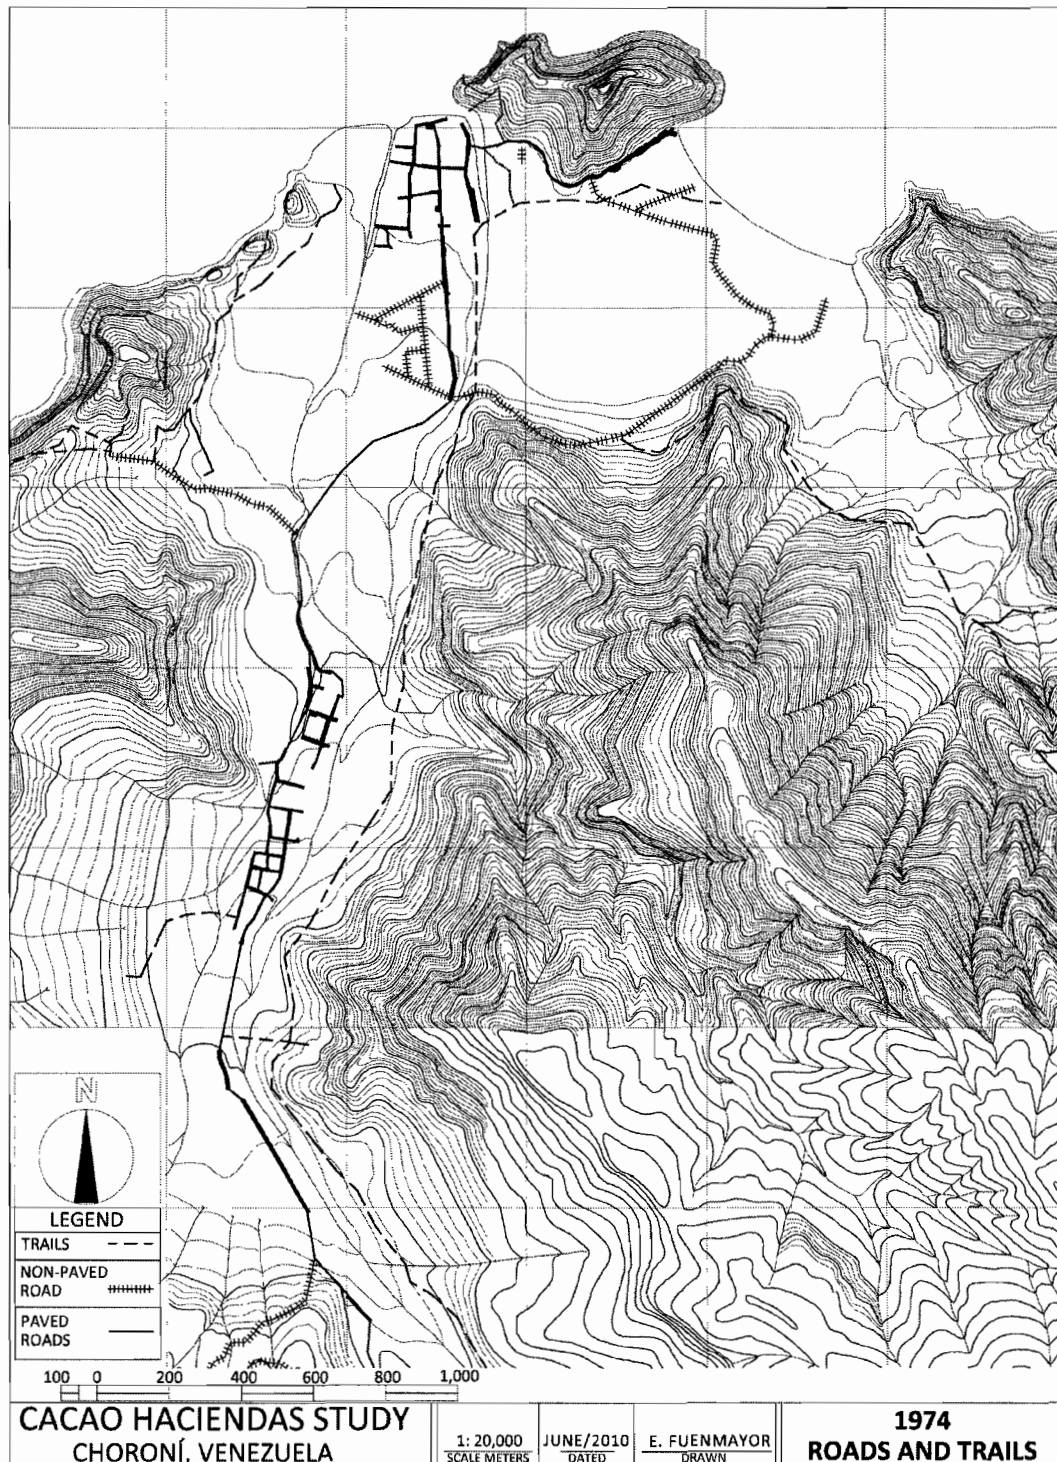 N
LEGEND
TRAILS
NON-PAVED
ROAD
PAVED
ROADS
100 0 200 400 600 800 1,000
CACAO HACIENDAS STUDY
CHORONÍ, VENEZUELA
1: 20,000
SCALE METERS
JUNE/2010
DATED
E. FUENMAYOR
DRAWN
1974
ROADS AND TRAILS